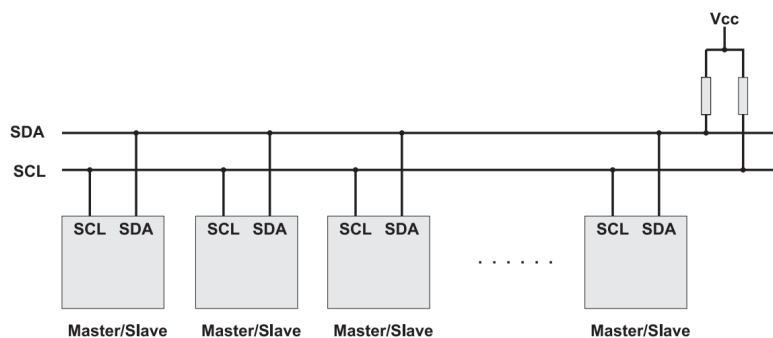 Vcc
SDA
SCL
SCL SDA
SCL SDA
SCL SDA
SCL SDA
. . . . . .
Master/Slave
Master/Slave
Master/Slave
Master/Slave